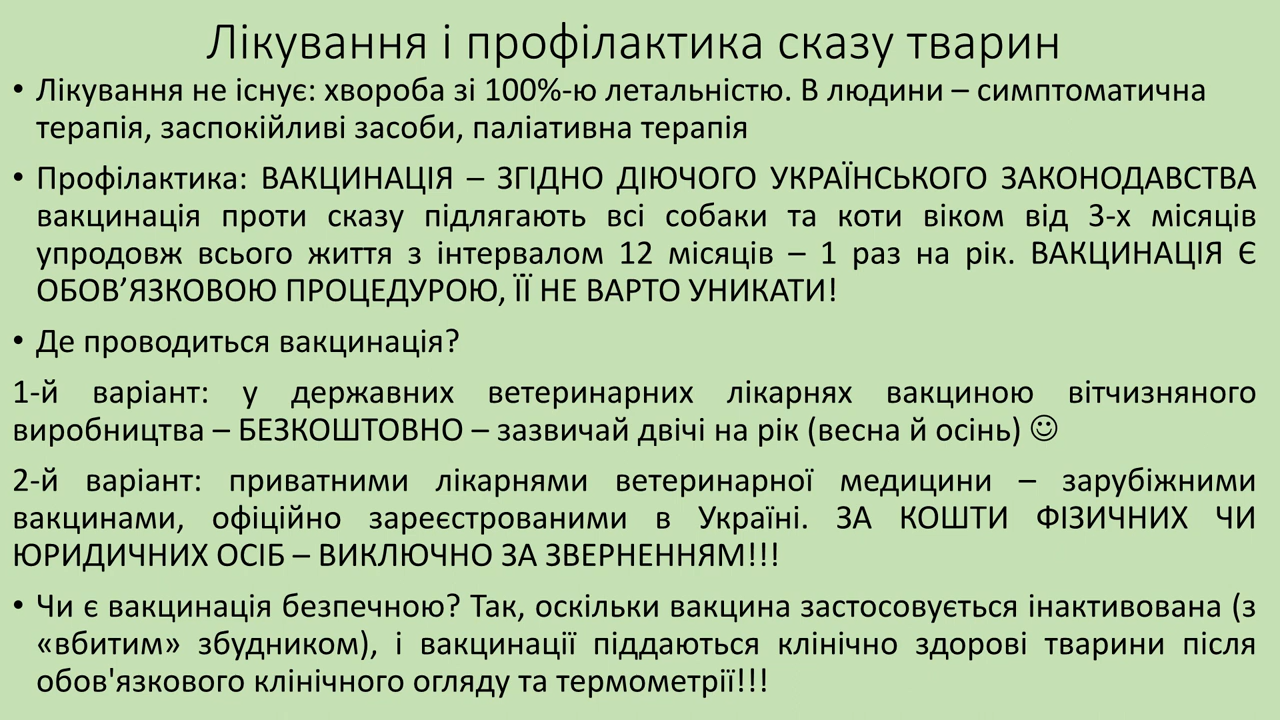 Лікування і профілактика сказу тварин
• Лікування не існує: хвороба зі 100%-ю летальністю. В людини – симптоматична
терапія, заспокійливі засоби, паліативна терапія
• Профілактика: ВАКЦИНАЦІЯ – ЗГІДНО ДІЮЧОГО УКРАЇНСЬКОГО ЗАКОНОДАВСТВА
вакцинація проти сказу підлягають всі собаки та коти віком від 3-х місяців
упродовж всього життя з інтервалом 12 місяців – 1 раз на рік. ВАКЦИНАЦІЯ Є
ОБОВ’ЯЗКОВОЮ ПРОЦЕДУРОЮ, ЇЇ НЕ ВАРТО УНИКАТИ!
• Де проводиться вакцинація?
1-й варіант: у державних ветеринарних лікарнях вакциною вітчизняного
виробництва – БЕЗКОШТОВНО – зазвичай двічі на рік (весна й осінь) ☺
2-й варіант: приватними лікарнями ветеринарної медицини – зарубіжними
вакцинами, офіційно зареєстрованими в Україні. ЗА КОШТИ ФІЗИЧНИХ ЧИ
ЮРИДИЧНИХ ОСІБ – ВИКЛЮЧНО ЗА ЗВЕРНЕННЯМ!!!
• Чи є вакцинація безпечною? Так, оскільки вакцина застосовується інактивована (з
«вбитим» збудником), і вакцинації піддаються клінічно здорові тварини після
обов'язкового клінічного огляду та термометрії!!!